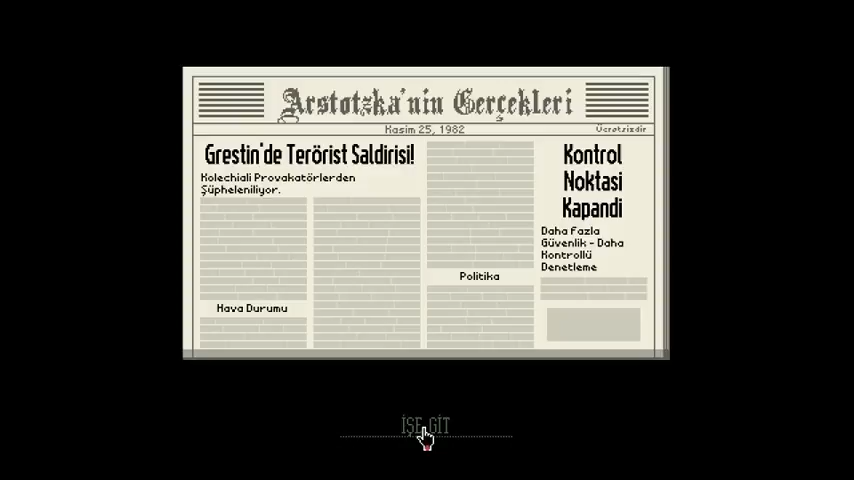 Arstotzka'nin Gerçekleri
Kasim 25, 1982
Ücretsizdir
Grestin'de Terörist Saldirisi!
Kolechiali Provakatörlerden
Şüpheleniliyor.
Hava Durumu
Politika
Kontrol
Noktasi
Kapandi
Daha Fazla
Güvenlik - Daha
Kontrollü
Denetleme
İŞE GİT